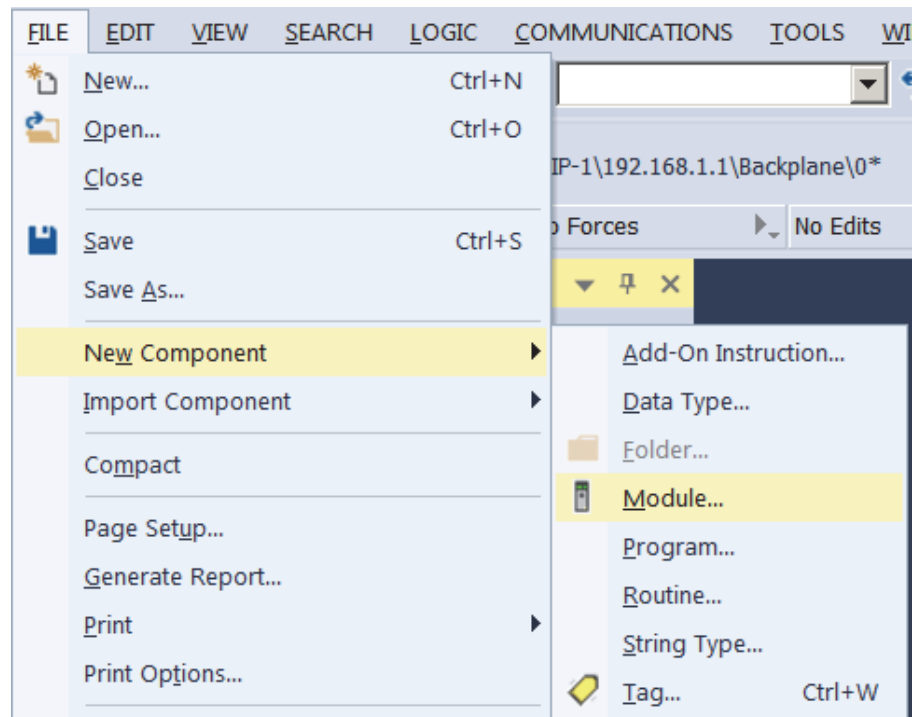 FILE EDIT VIEW SEARCH LOGIC COMMUNICATIONS TOOLS
New... Ctrl+N
Open... Ctrl+O
IP-1\192.168.1.1\Backplane\0*
Close
Forces No Edits
Save Ctrl+S
Save As...
New Component
Import Component
Compact
Page Setup...
Generate Report...
Print
Print Options...
Add-On Instruction...
Data Type...
Folder...
Module...
Program...
Routine...
String Type...
Tag... Ctrl+W